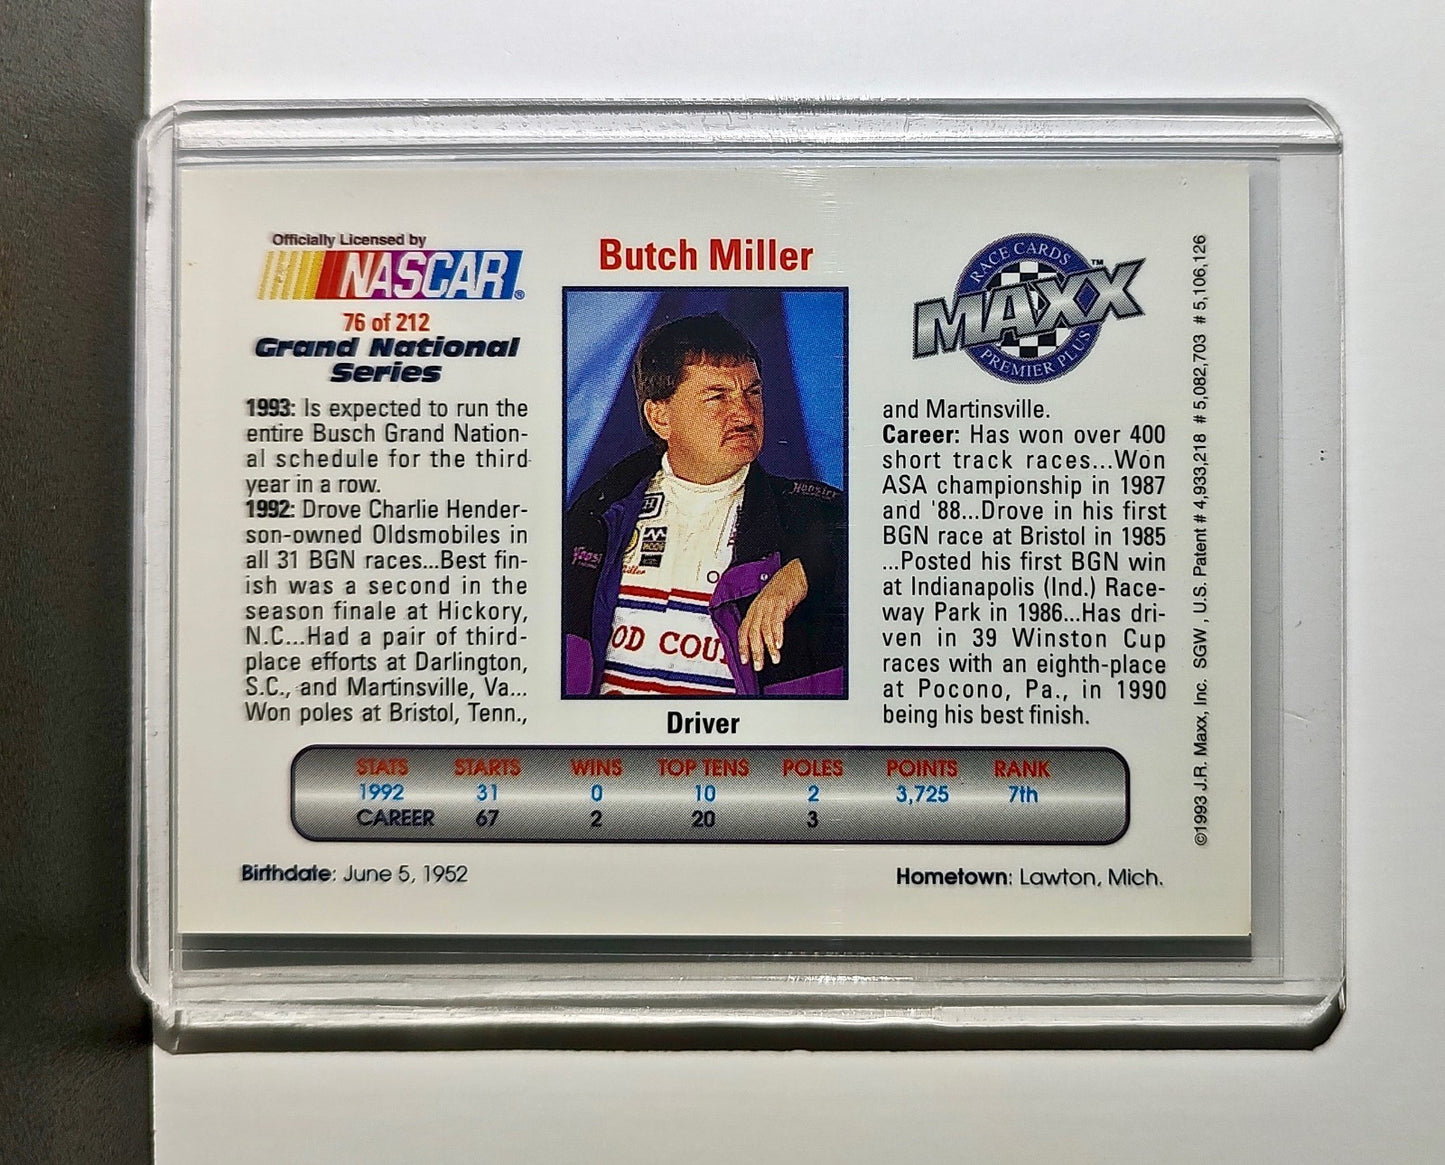 Officially Licensed by
NASCAR®
76 of 212
Grand National
Series
1993: Is expected to run the
entire Busch Grand Nation-
al schedule for the third
year in a row.
1992: Drove Charlie Hender-
son-owned Oldsmobiles in
all 31 BGN races...Best fin-
ish was a second in the
season finale at Hickory,
N.C...Had a pair of third-
place efforts at Darlington,
S.C., and Martinsville, Va...
Won poles at Bristol, Tenn.,
Butch Miller
Hoosier
OD COU
Driver
RACE CARDS
MAXX™
PREMIER PLUS
and Martinsville.
Career: Has won over 400
short track races...Won
ASA championship in 1987
and '88...Drove in his first
BGN race at Bristol in 1985
...Posted his first BGN win
at Indianapolis (Ind.) Race-
way Park in 1986...Has dri-
ven in 39 Winston Cup
races with an eighth-place
at Pocono, Pa., in 1990
being his best finish.
STATS STARTS WINS TOP TENS POLES POINTS RANK
1992 31 0 10 2 3,725 7th
CAREER 67 2 20 3
Birthdate: June 5, 1952
Hometown: Lawton, Mich.
©1993 J.R. Maxx, Inc. SGW, U.S. Patent # 4,933,218 # 5,082,703 # 5,106,126